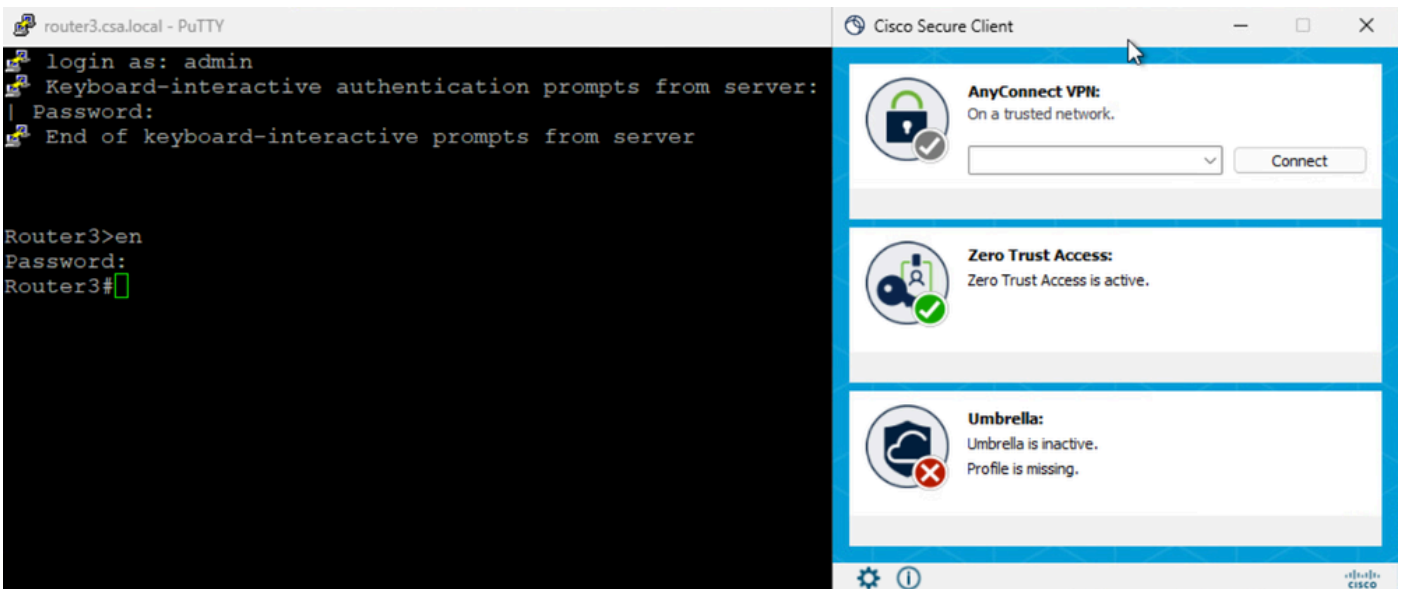 router3.csa.local - PuTTY
login as: admin
Keyboard-interactive authentication prompts from server:
| Password:
End of keyboard-interactive prompts from server
Router3>en
Password:
Router3#
Cisco Secure Client
AnyConnect VPN:
On a trusted network.
Connect
Zero Trust Access:
Zero Trust Access is active.
Umbrella:
Umbrella is inactive.
Profile is missing.
CISCO